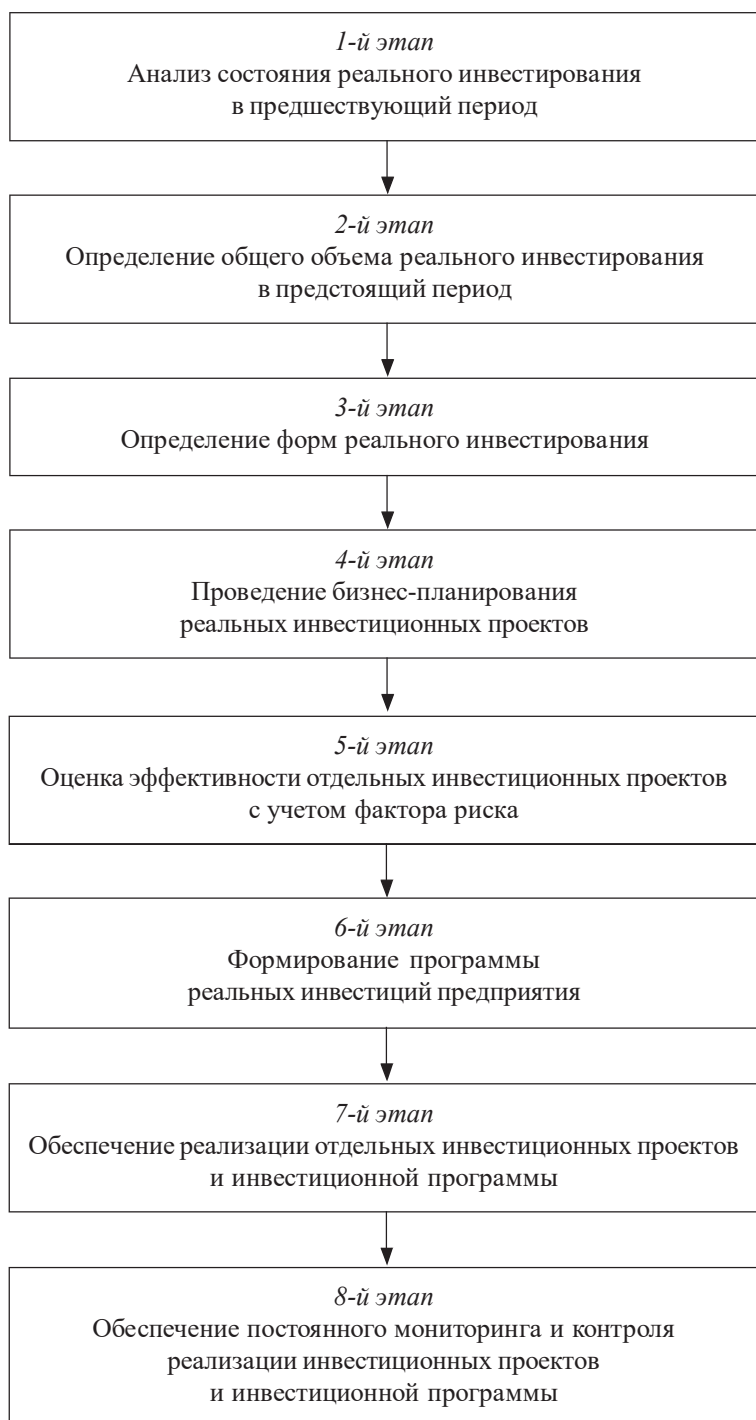 1-й этап
Анализ состояния реального инвестирования
в предшествующий период
2-й этап
Определение общего объема реального инвестирования
в предстоящий период
3-й этап
Определение форм реального инвестирования
4-й этап
Проведение бизнес-планирования
реальных инвестиционных проектов
5-й этап
Оценка эффективности отдельных инвестиционных проектов
с учетом фактора риска
6-й этап
Формирование программы
реальных инвестиций предприятия
7-й этап
Обеспечение реализации отдельных инвестиционных проектов
и инвестиционной программы
8-й этап
Обеспечение постоянного мониторинга и контроля
реализации инвестиционных проектов
и инвестиционной программы